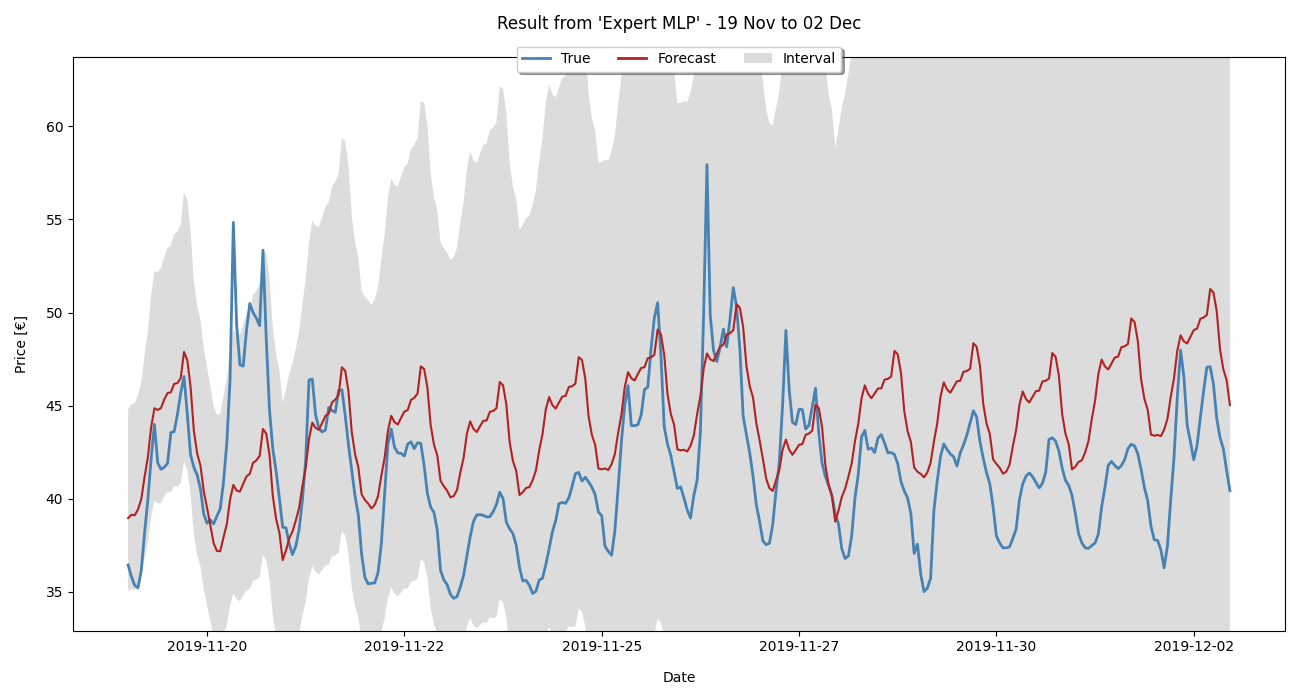 Result from 'Expert MLP' - 19 Nov to 02 Dec
True Forecast Interval
Price [€]
60
55
50
45
40
35
2019-11-20 2019-11-22 2019-11-25 2019-11-27 2019-11-30 2019-12-02
Date